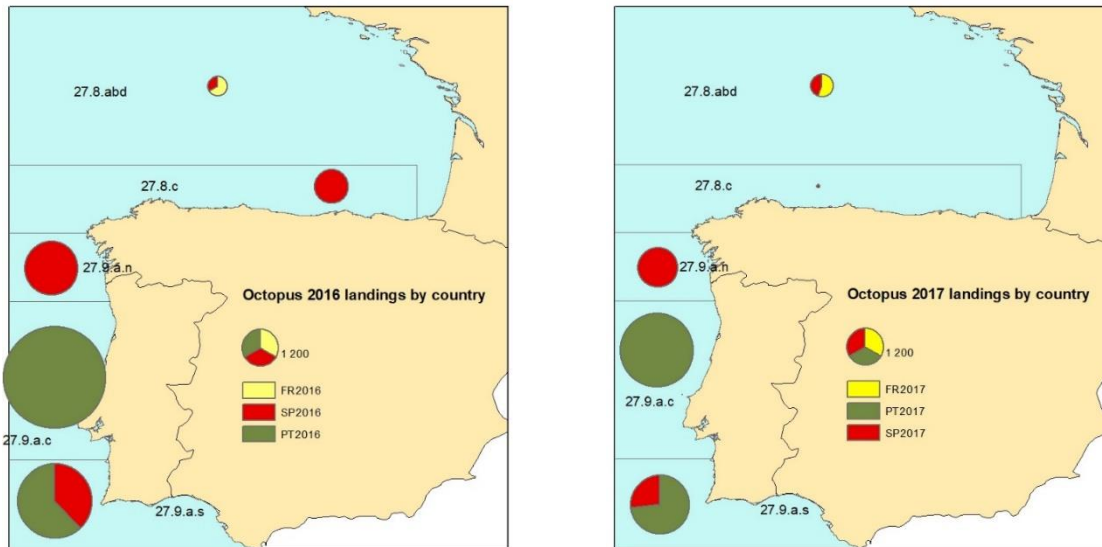 27.8.abd
27.8.c
27.9.a.n
Octopus 2016 landings by country
1 200
FR2016
SP2016
PT2016
27.9.a.c
27.9.a.s
27.8.abd
27.8.c
27.9.a.n
Octopus 2017 landings by country
1 200
FR2017
PT2017
SP2017
27.9.a.c
27.9.a.s